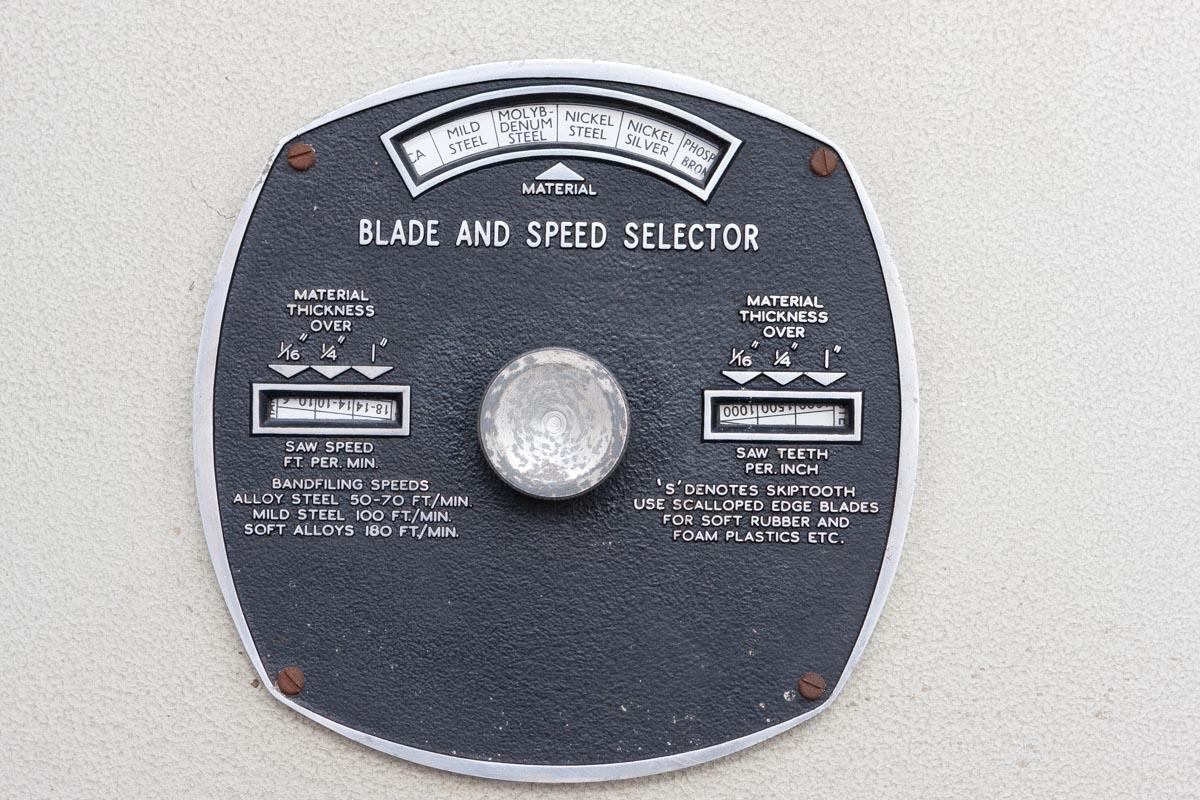 CA
MILD
STEEL
MOLYB-
DENUM
STEEL
NICKEL
STEEL
NICKEL
SILVER
PHOSP
BRON
MATERIAL
BLADE AND SPEED SELECTOR
MATERIAL
THICKNESS
OVER
1/16" 1/4" 1"
18-14 14-10 10-6
SAW SPEED
FT. PER. MIN.
BANDFILING SPEEDS
ALLOY STEEL 50-70 FT/MIN.
MILD STEEL 100 FT./MIN.
SOFT ALLOYS 180 FT./MIN.
MATERIAL
THICKNESS
OVER
1/16" 1/4" 1"
1000 1500
SAW TEETH
PER. INCH
'S' DENOTES SKIPTOOTH
USE SCALLOPED EDGE BLADES
FOR SOFT RUBBER AND
FOAM PLASTICS ETC.